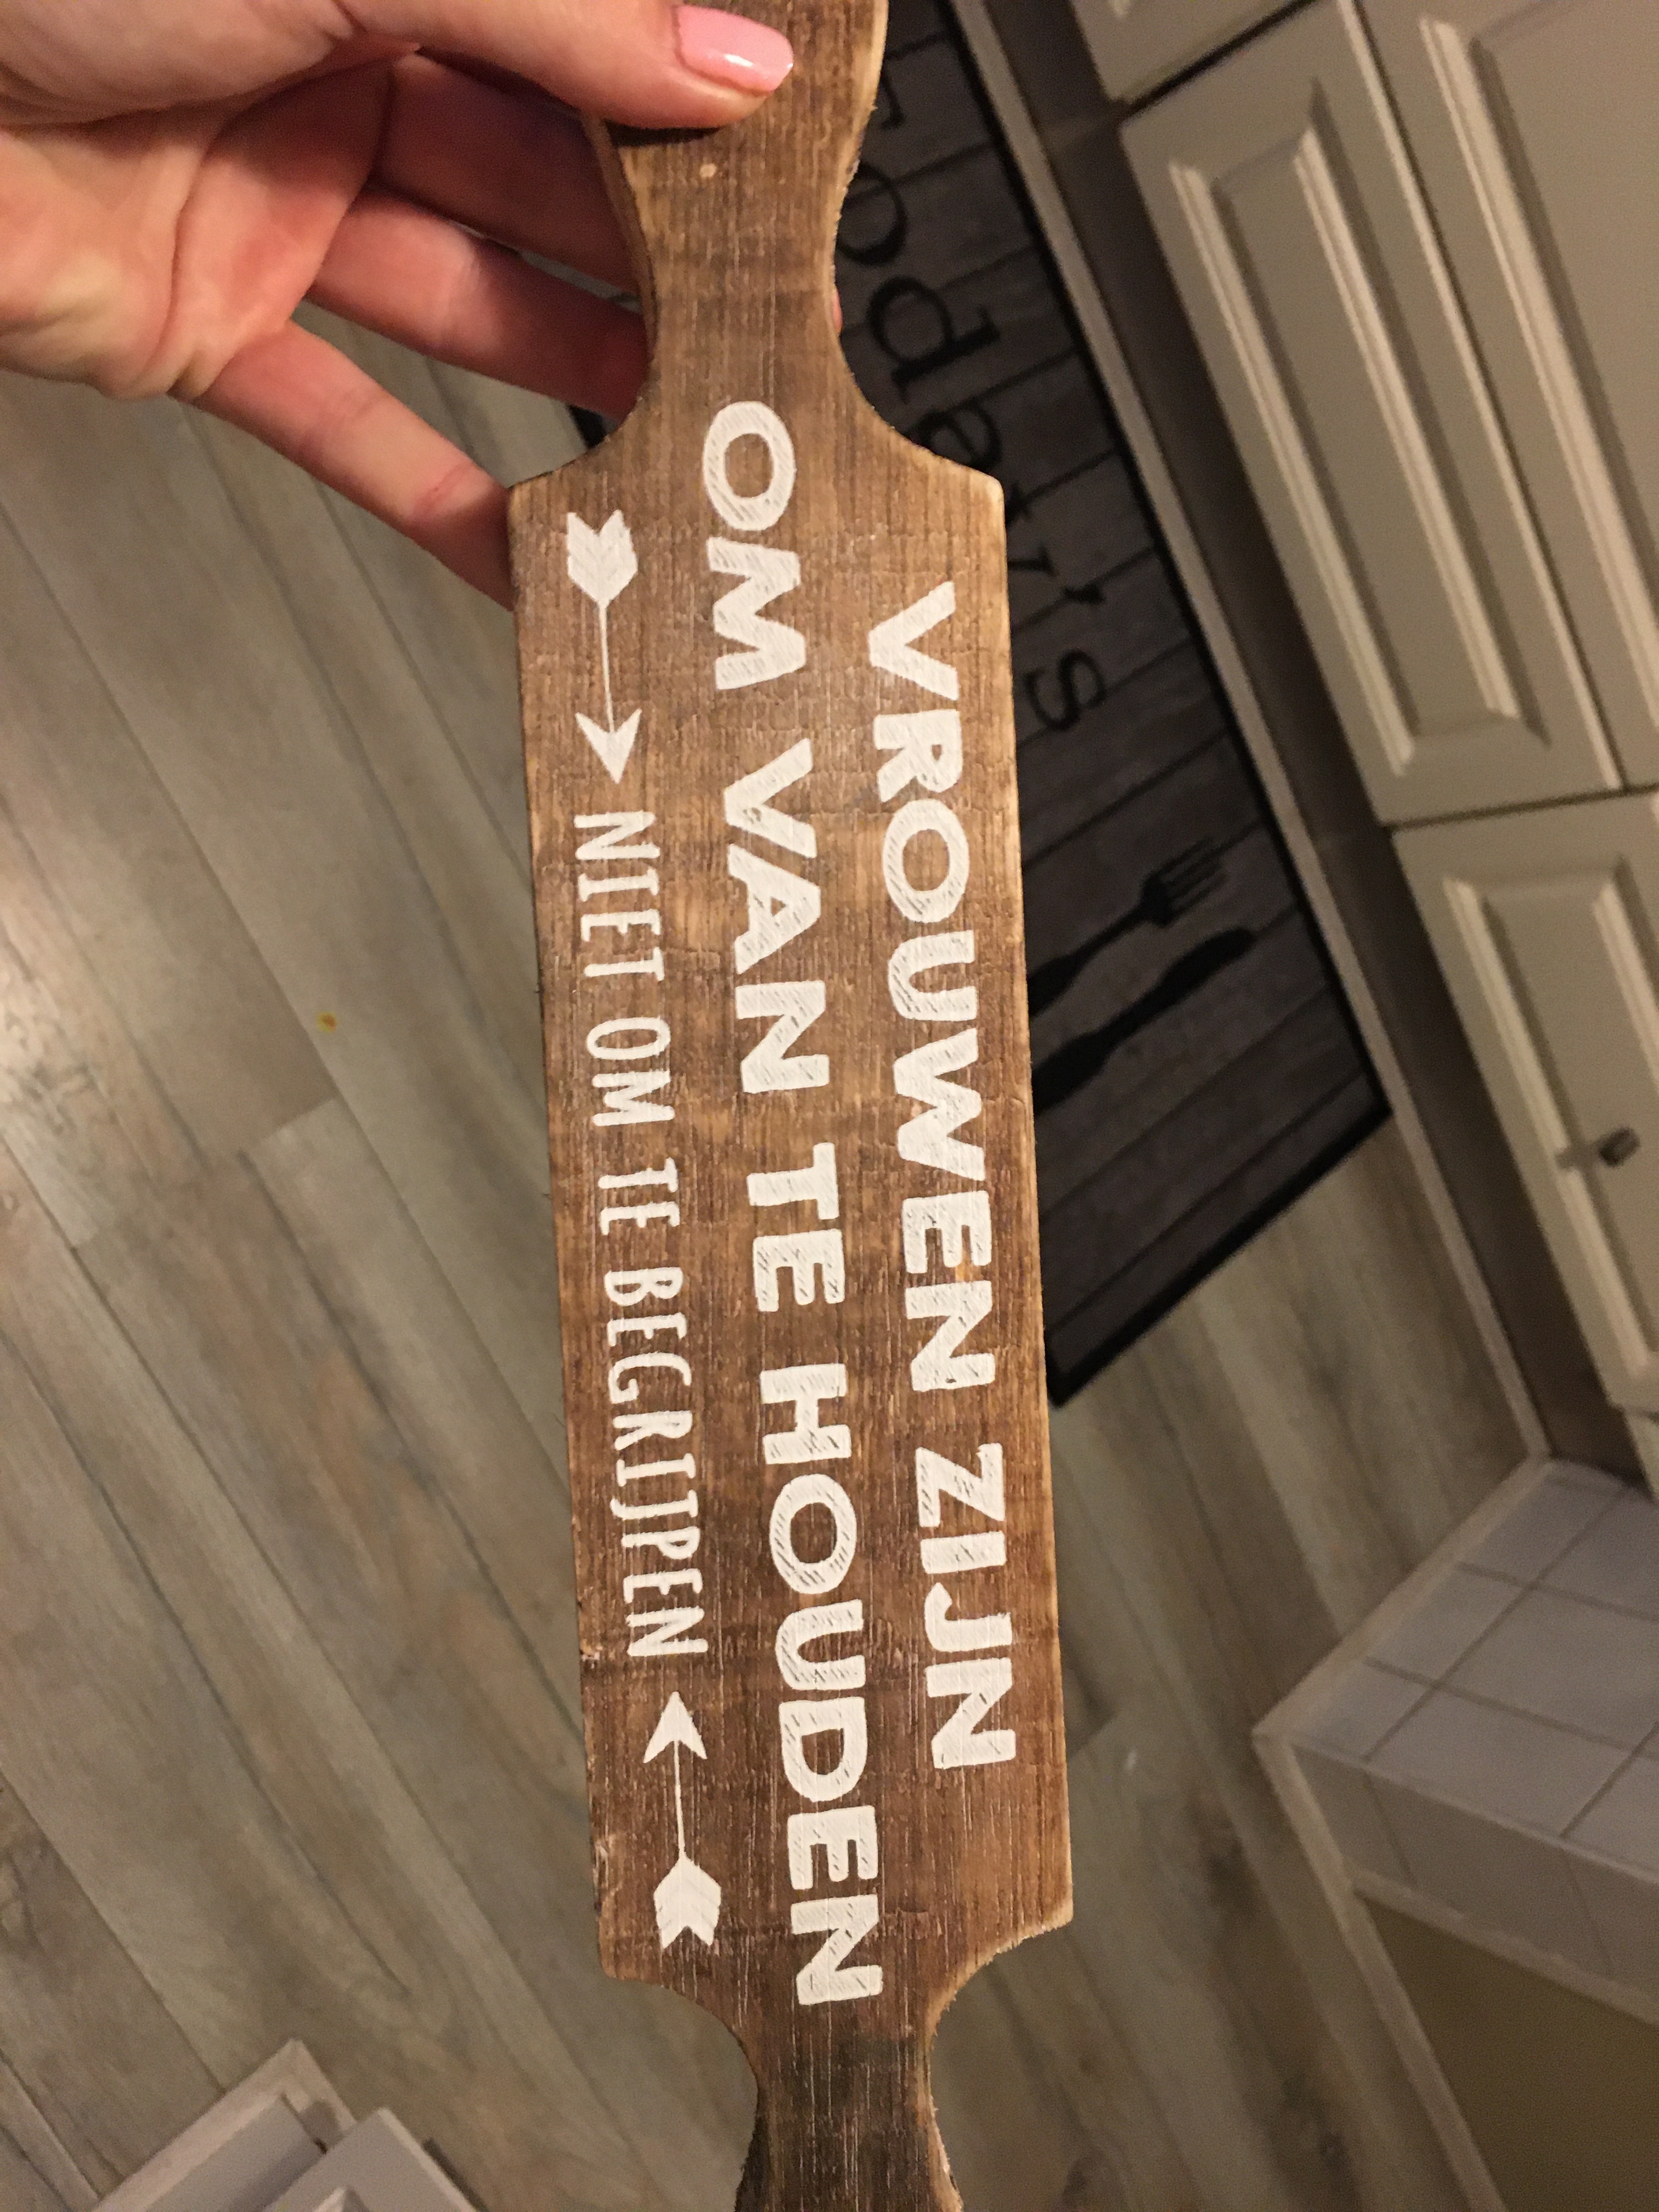 VROUWEN ZIJN
OM VAN TE HOUDEN
NIET OM TE BEGRIJPEN